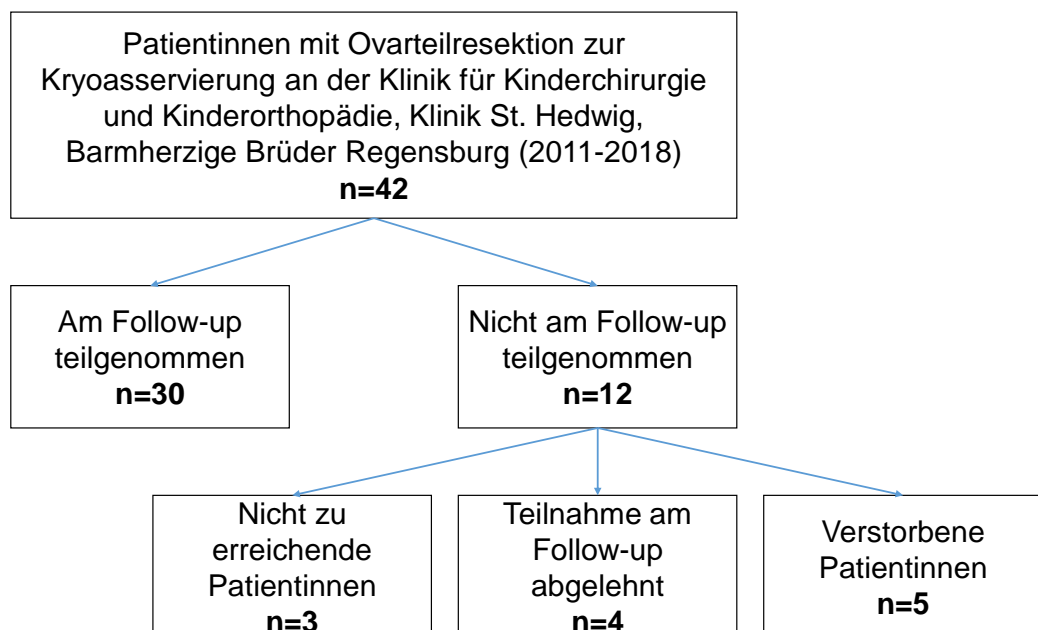 Patientinnen mit Ovarteilresektion zur
Kryoasservierung an der Klinik für Kinderchirurgie
und Kinderorthopädie, Klinik St. Hedwig,
Barmherzige Brüder Regensburg (2011-2018)
n=42
Am Follow-up
teilgenommen
n=30
Nicht am Follow-up
teilgenommen
n=12
Nicht zu
erreichende
Patientinnen
n=3
Teilnahme am
Follow-up
abgelehnt
n=4
Verstorbene
Patientinnen
n=5